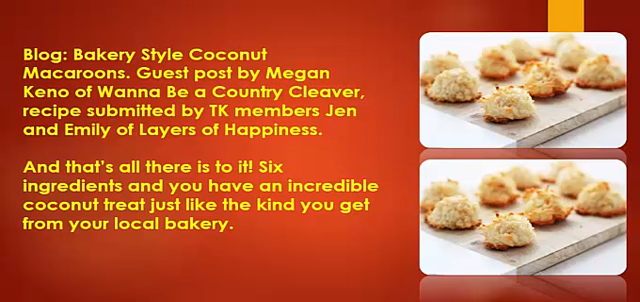 Blog: Bakery Style Coconut
Macaroons. Guest post by Megan
Keno of Wanna Be a Country Cleaver,
recipe submitted by TK members Jen
and Emily of Layers of Happiness.
And that's all there is to it! Six
ingredients and you have an incredible
coconut treat just like the kind you get
from your local bakery.